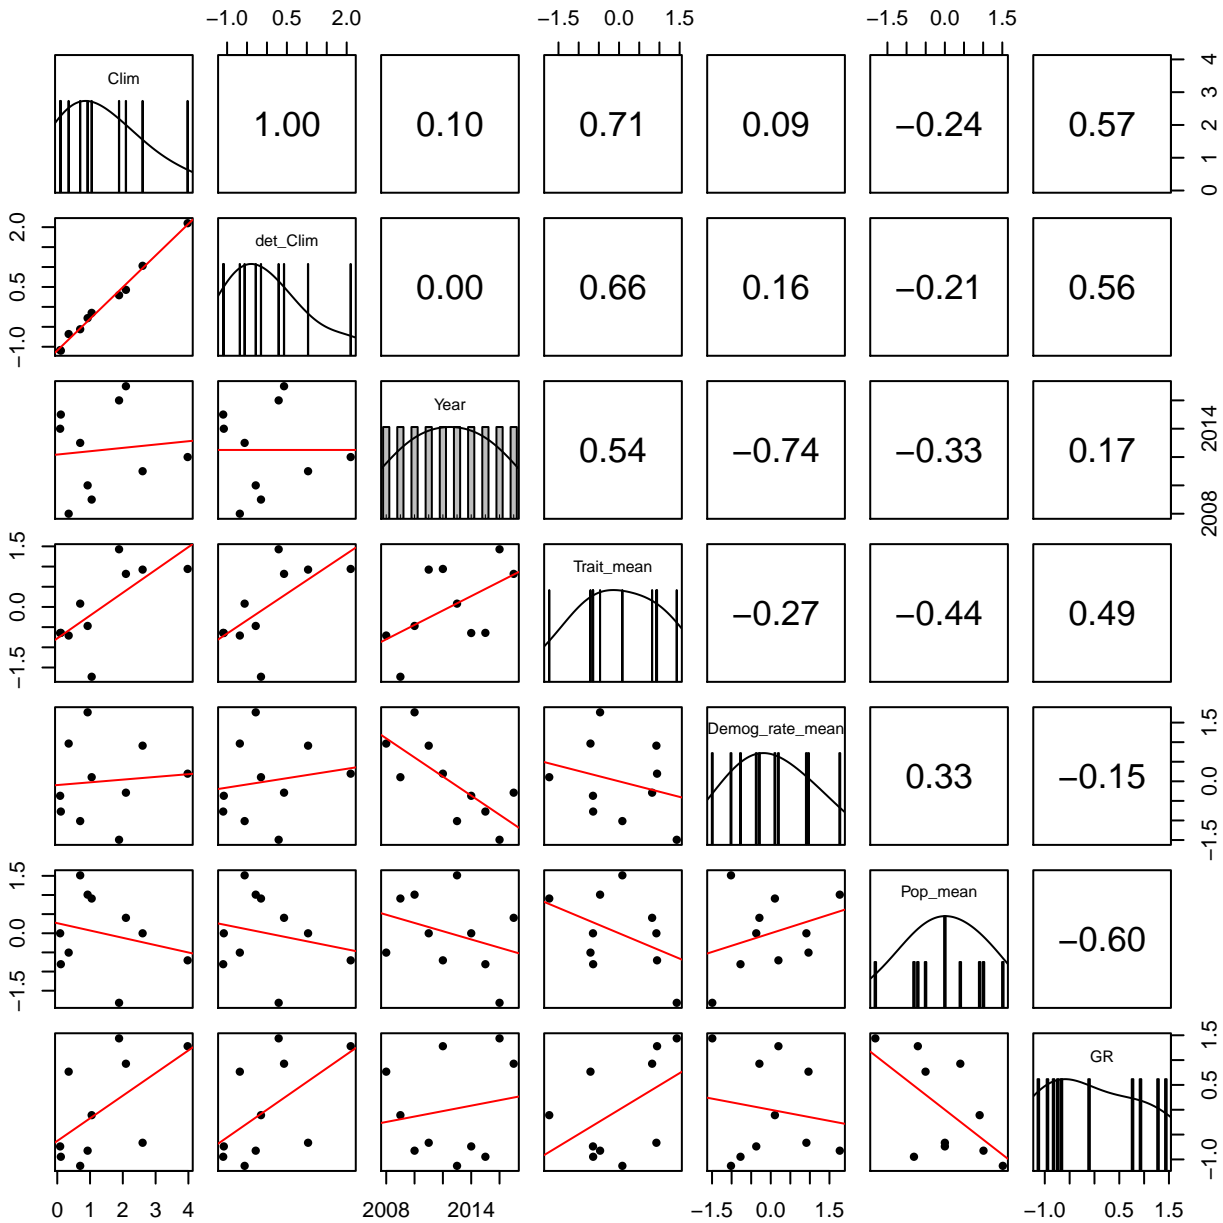 −1.0 0.5 2.0 −1.5 0.0 1.5 −1.5 0.0 1.5
Clim 1.00 0.10 0.71 0.09 −0.24 0.57 0 1 2 3 4
−1.0 0.5 2.0 det_Clim 0.00 0.66 0.16 −0.21 0.56
Year 0.54 −0.74 −0.33 0.17 2008 2014
−1.5 0.0 1.5 Trait_mean −0.27 −0.44 0.49
Demog_rate_mean 0.33 −0.15 −1.5 0.0 1.5
−1.5 0.0 1.5 Pop_mean −0.60
GR −1.0 0.5 1.5
0 1 2 3 4 2008 2014 −1.5 0.0 1.5 −1.0 0.5 1.5